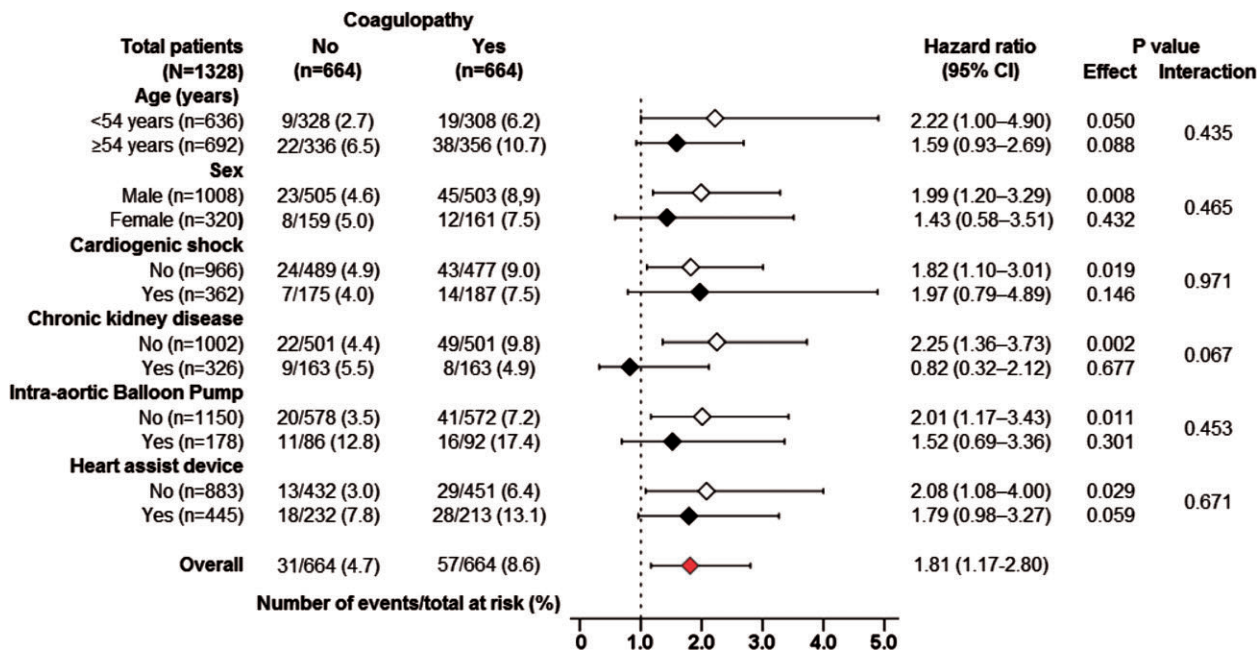 Coagulopathy
Total patients No Yes Hazard ratio P value
(N=1328) (n=664) (n=664) (95% CI) Effect Interaction
Age (years)
<54 years (n=636) 9/328 (2.7) 19/308 (6.2) 2.22 (1.00–4.90) 0.050
0.435
≥54 years (n=692) 22/336 (6.5) 38/356 (10.7) 1.59 (0.93–2.69) 0.088
Sex
Male (n=1008) 23/505 (4.6) 45/503 (8,9) 1.99 (1.20–3.29) 0.008
0.465
Female (n=320) 8/159 (5.0) 12/161 (7.5) 1.43 (0.58–3.51) 0.432
Cardiogenic shock
No (n=966) 24/489 (4.9) 43/477 (9.0) 1.82 (1.10–3.01) 0.019
0.971
Yes (n=362) 7/175 (4.0) 14/187 (7.5) 1.97 (0.79–4.89) 0.146
Chronic kidney disease
No (n=1002) 22/501 (4.4) 49/501 (9.8) 2.25 (1.36–3.73) 0.002
0.067
Yes (n=326) 9/163 (5.5) 8/163 (4.9) 0.82 (0.32–2.12) 0.677
Intra-aortic Balloon Pump
No (n=1150) 20/578 (3.5) 41/572 (7.2) 2.01 (1.17–3.43) 0.011
0.453
Yes (n=178) 11/86 (12.8) 16/92 (17.4) 1.52 (0.69–3.36) 0.301
Heart assist device
No (n=883) 13/432 (3.0) 29/451 (6.4) 2.08 (1.08–4.00) 0.029
0.671
Yes (n=445) 18/232 (7.8) 28/213 (13.1) 1.79 (0.98–3.27) 0.059
Overall 31/664 (4.7) 57/664 (8.6) 1.81 (1.17-2.80)
Number of events/total at risk (%)
0 1.0 2.0 3.0 4.0 5.0